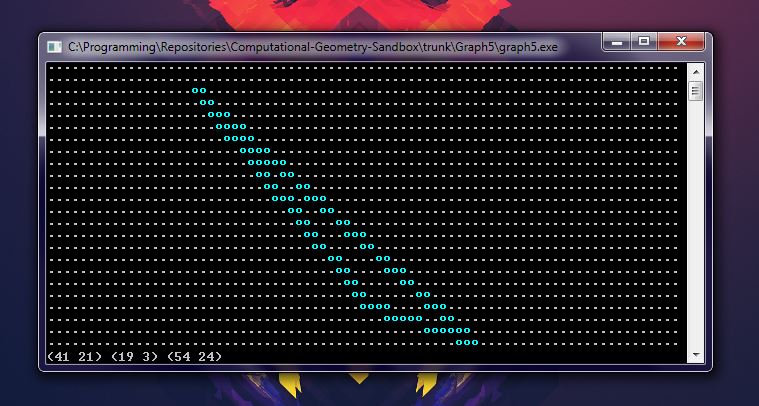 C:\Programming\Repositories\Computational-Geometry-Sandbox\trunk\Graph5\graph5.exe
(41 21) (19 3) (54 24)